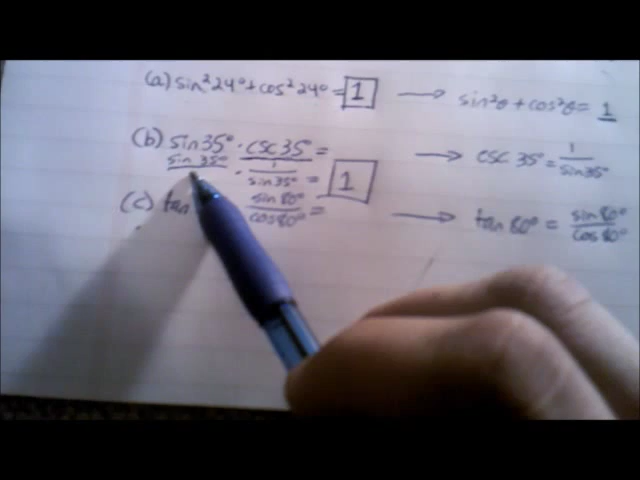 (a) sin²24° + cos²24° = 1 → sin²θ + cos²θ = 1
(b) sin35° · csc35° = → csc 35° = 1/sin35°
sin 35° · 1/sin35° = 1
(c) tan sin80°/cos80° = → tan 80° = sin80°/cos80°